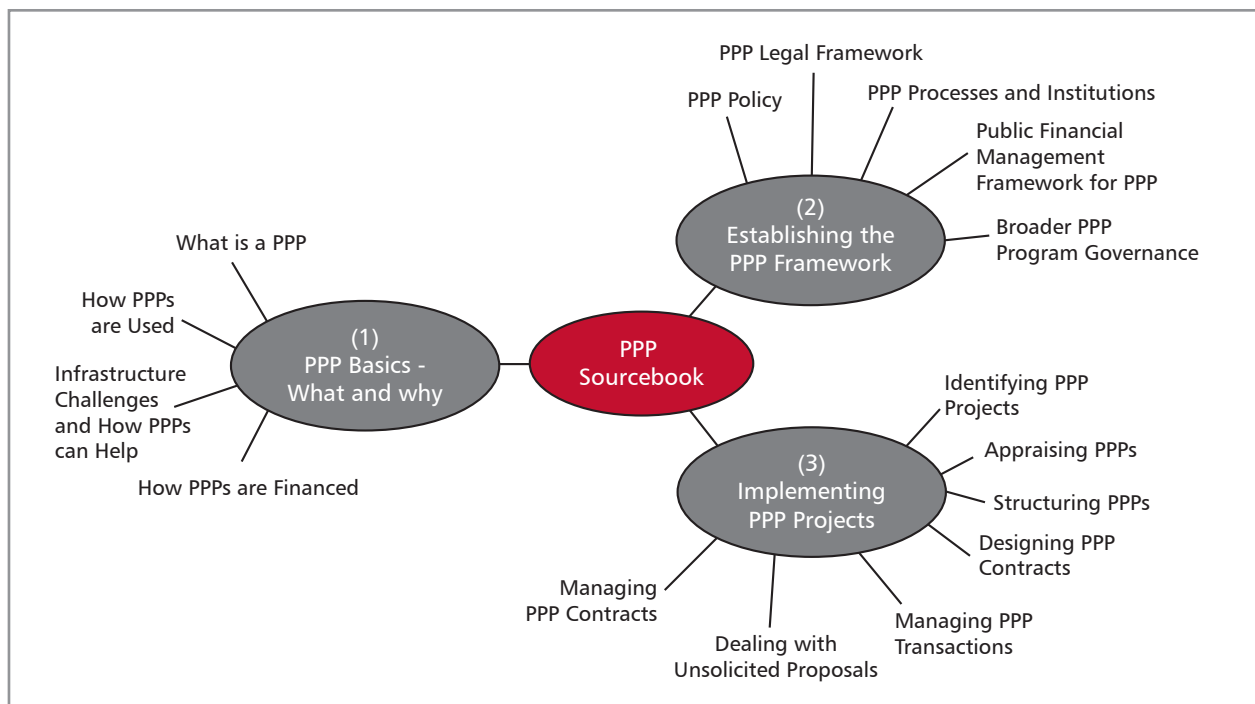 PPP Legal Framework
PPP Policy
PPP Processes and Institutions
Public Financial
Management
Framework for PPP
Broader PPP
Program Governance
(2)
Establishing the
PPP Framework
What is a PPP
How PPPs
are Used
Infrastructure
Challenges
and How PPPs
can Help
How PPPs are Financed
(1)
PPP Basics -
What and why
PPP
Sourcebook
(3)
Implementing
PPP Projects
Identifying PPP
Projects
Appraising PPPs
Structuring PPPs
Designing PPP
Contracts
Managing PPP
Transactions
Dealing with
Unsolicited Proposals
Managing
PPP Contracts